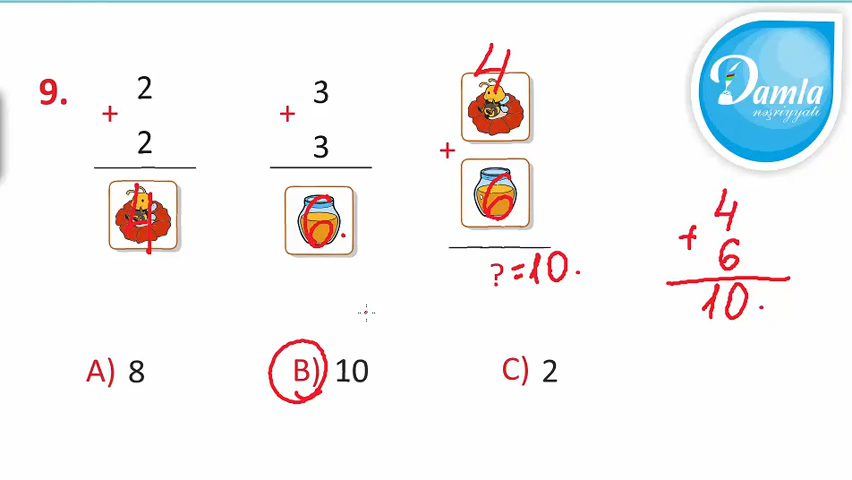 9.
2
+
2
4
3
+
3
6.
4
+
6
? = 10.
Damla
nəşriyyatı
4
+
6
10.
A) 8
B) 10
C) 2